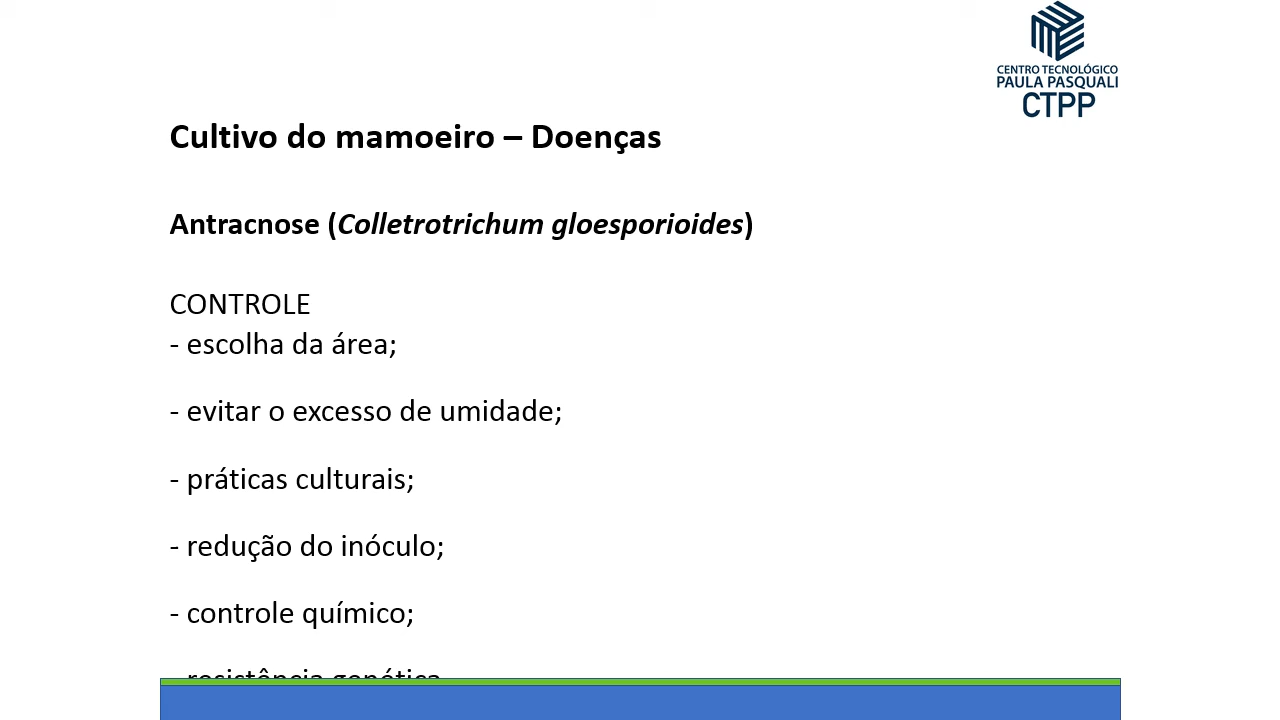 CENTRO TECNOLÓGICO
PAULA PASQUALI
CTPP
Cultivo do mamoeiro – Doenças
Antracnose (Colletrotrichum gloesporioides)
CONTROLE
- escolha da área;
- evitar o excesso de umidade;
- práticas culturais;
- redução do inóculo;
- controle químico;
- resistência genética